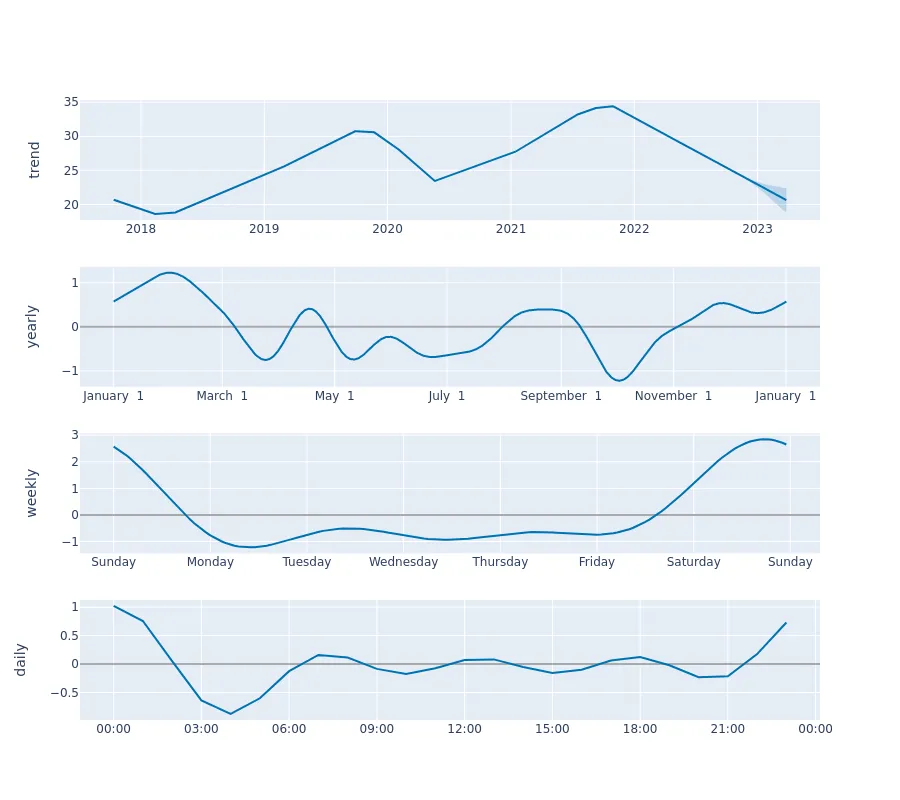 trend
35
30
25
20
2018 2019 2020 2021 2022 2023
yearly
1
0
−1
January 1 March 1 May 1 July 1 September 1 November 1 January 1
weekly
3
2
1
0
−1
Sunday Monday Tuesday Wednesday Thursday Friday Saturday Sunday
daily
1
0.5
0
−0.5
00:00 03:00 06:00 09:00 12:00 15:00 18:00 21:00 00:00